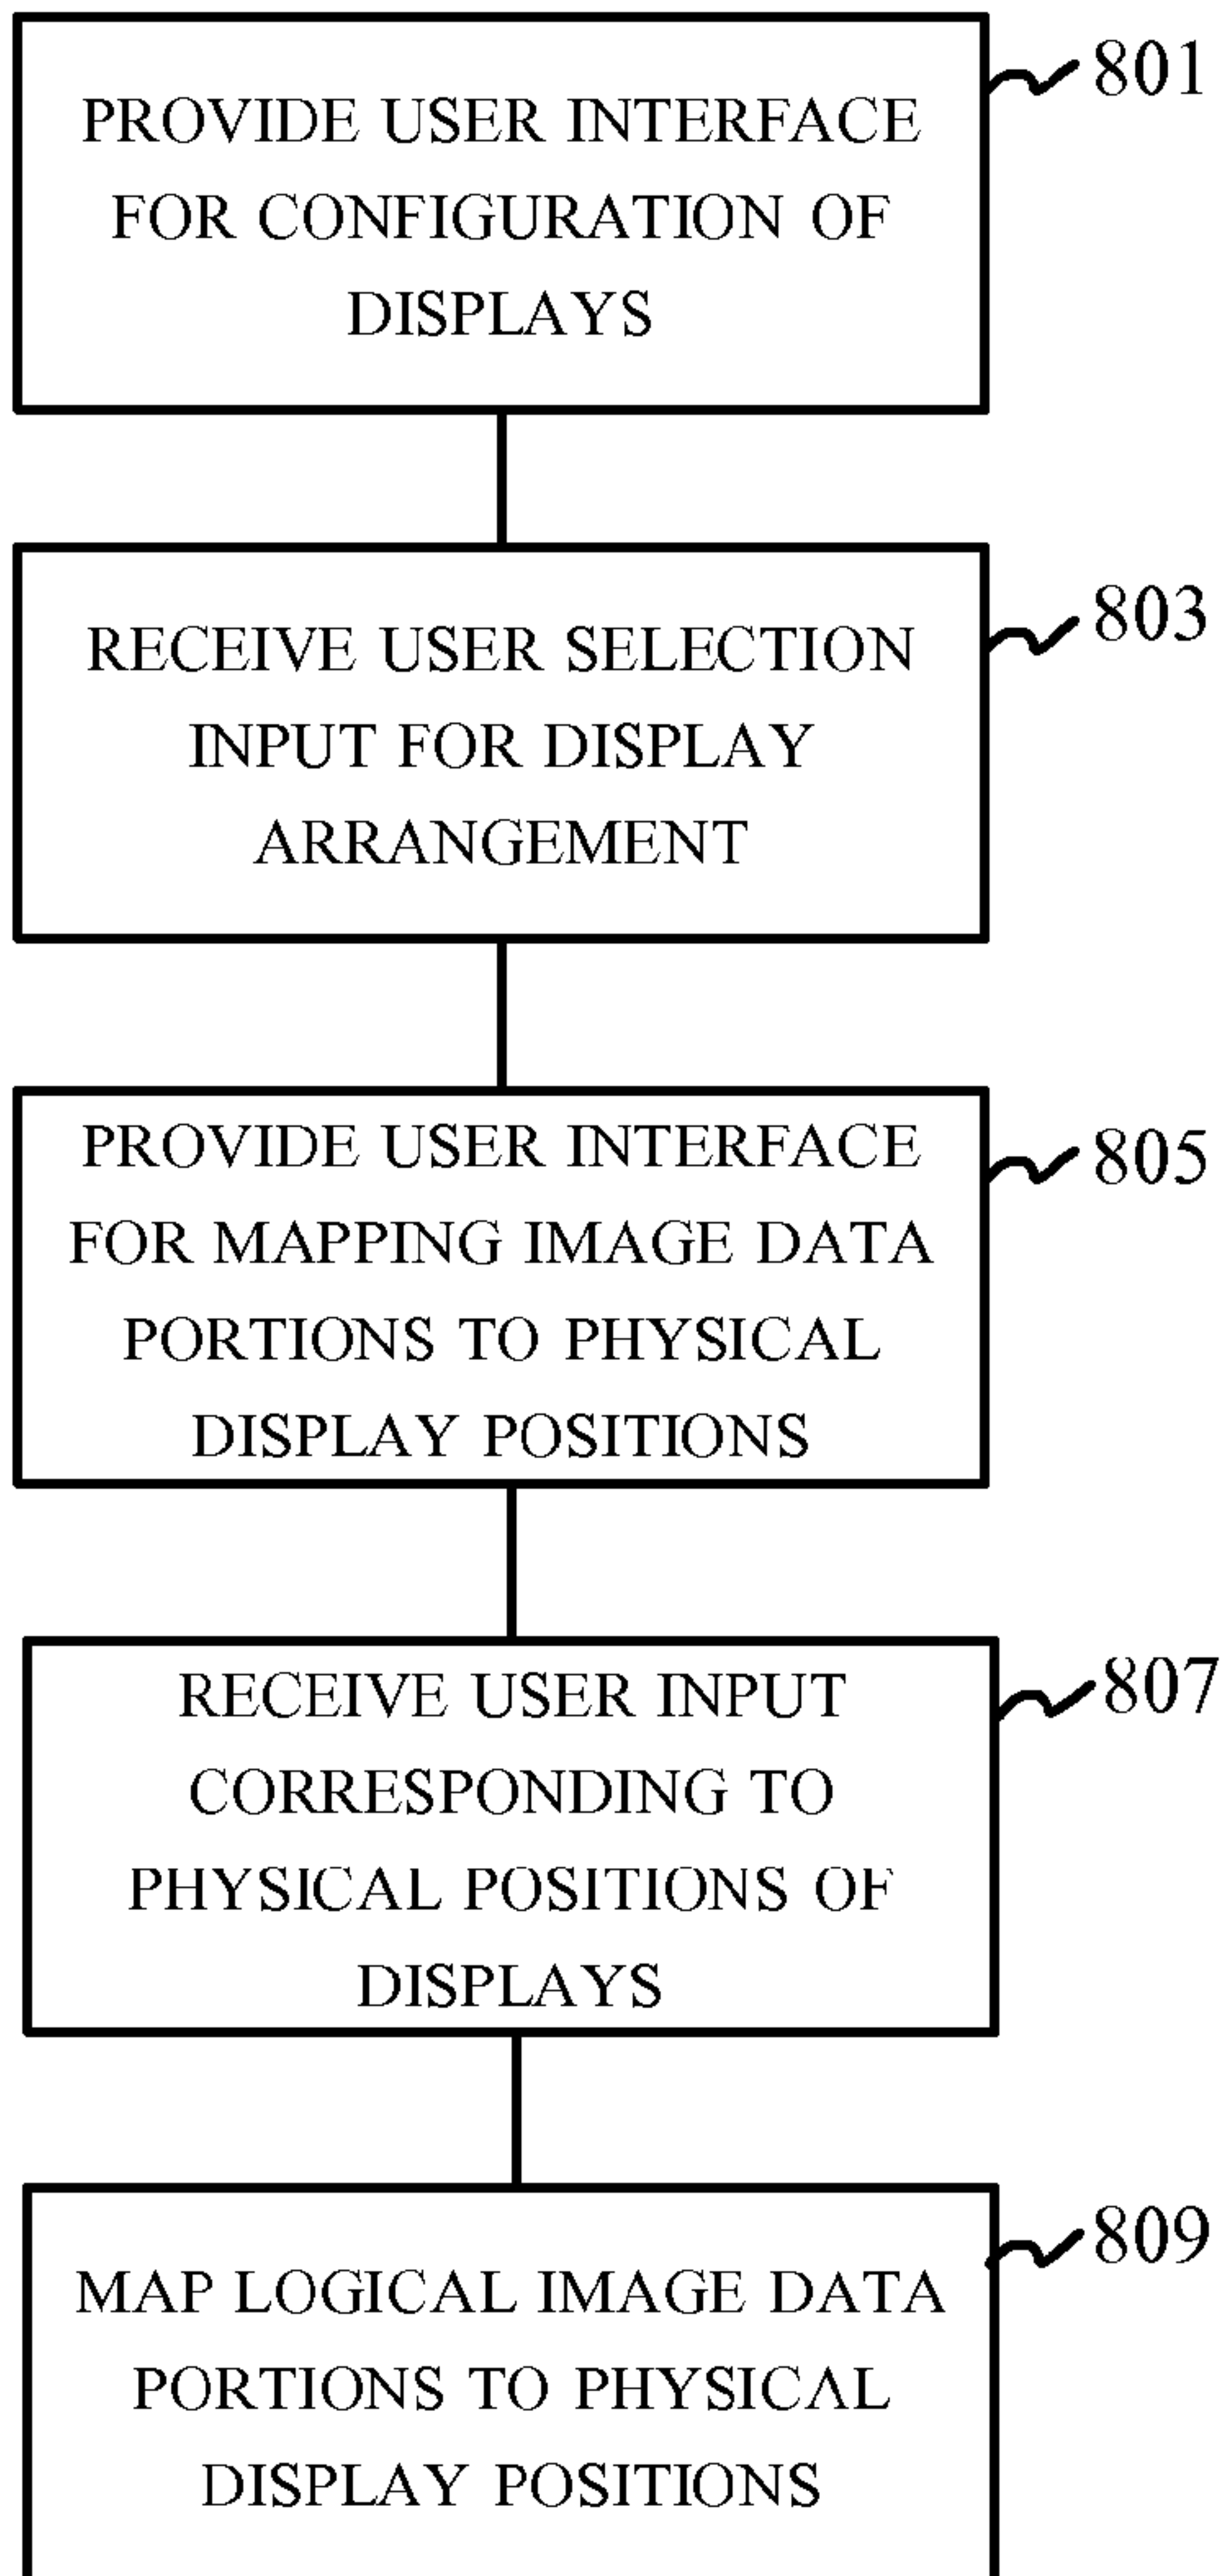 PROVIDE USER INTERFACE
FOR CONFIGURATION OF
DISPLAYS
801
RECEIVE USER SELECTION
INPUT FOR DISPLAY
ARRANGEMENT
803
PROVIDE USER INTERFACE
FOR MAPPING IMAGE DATA
PORTIONS TO PHYSICAL
DISPLAY POSITIONS
805
RECEIVE USER INPUT
CORRESPONDING TO
PHYSICAL POSITIONS OF
DISPLAYS
807
MAP LOGICAL IMAGE DATA
PORTIONS TO PHYSICAL
DISPLAY POSITIONS
809